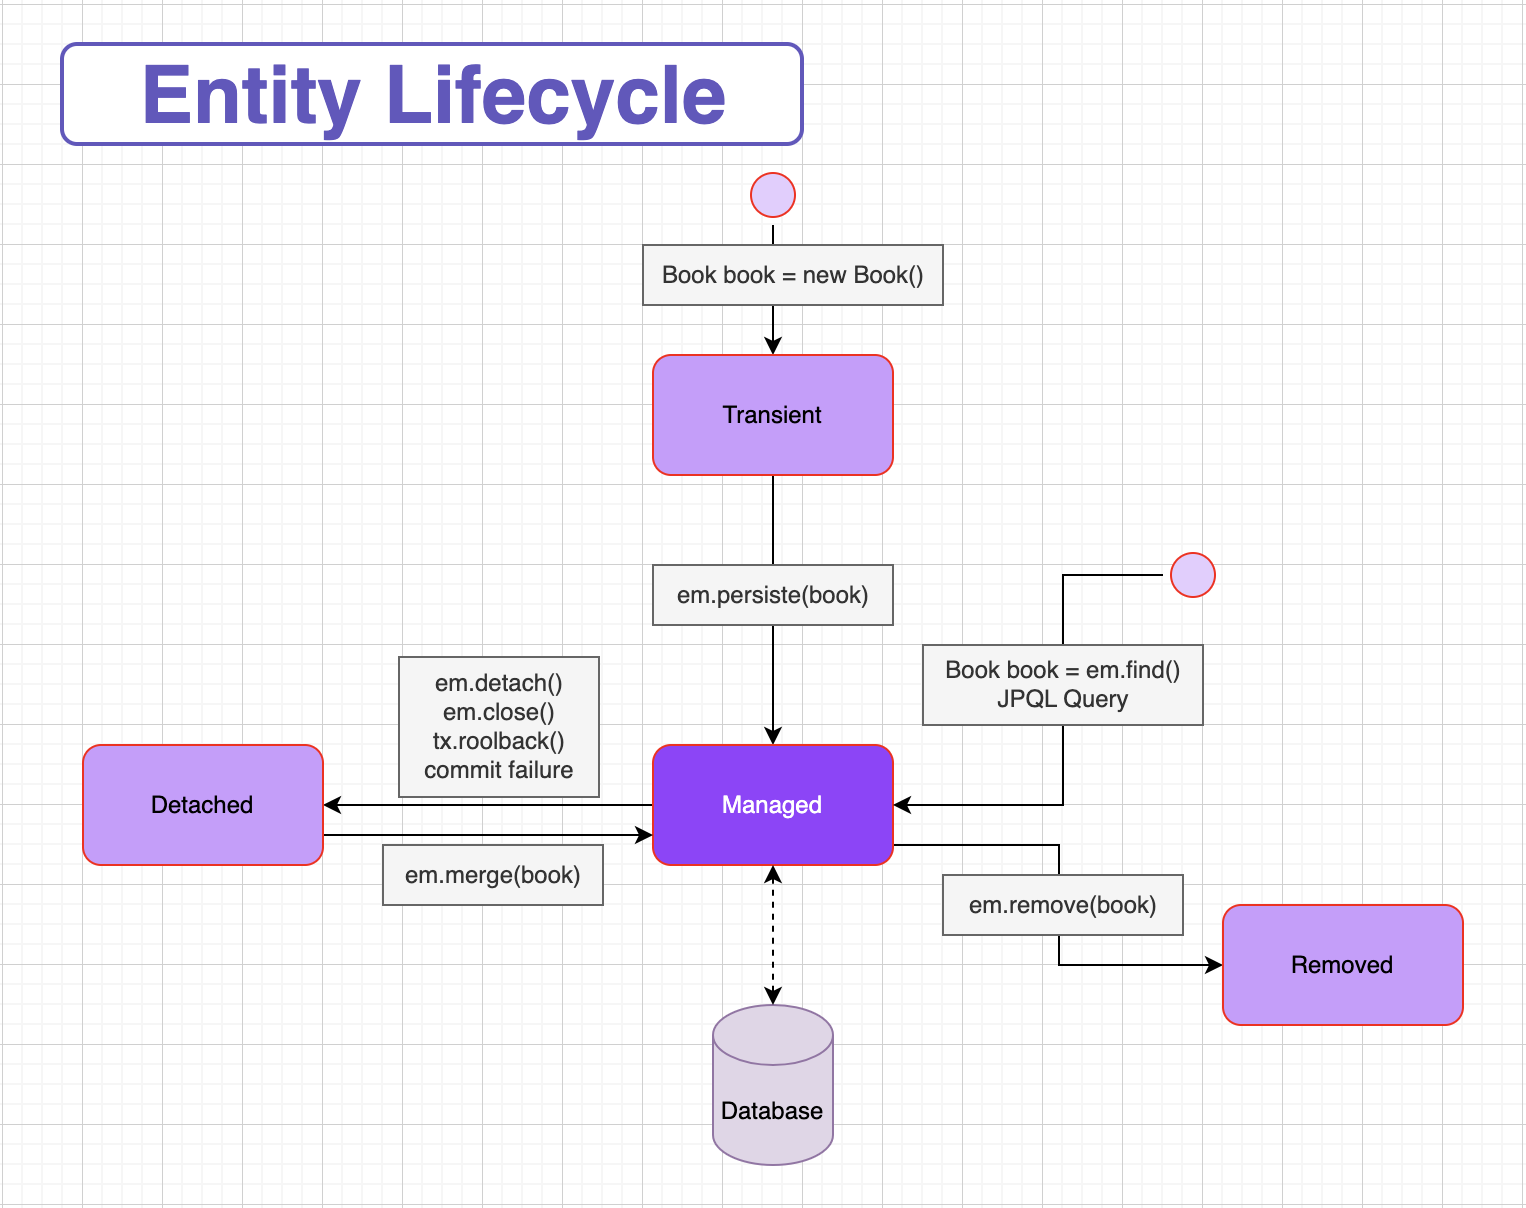 Entity Lifecycle
Book book = new Book()
Transient
em.persiste(book)
Book book = em.find()
JPQL Query
em.detach()
em.close()
tx.roolback()
commit failure
Detached
Managed
em.merge(book)
em.remove(book)
Removed
Database